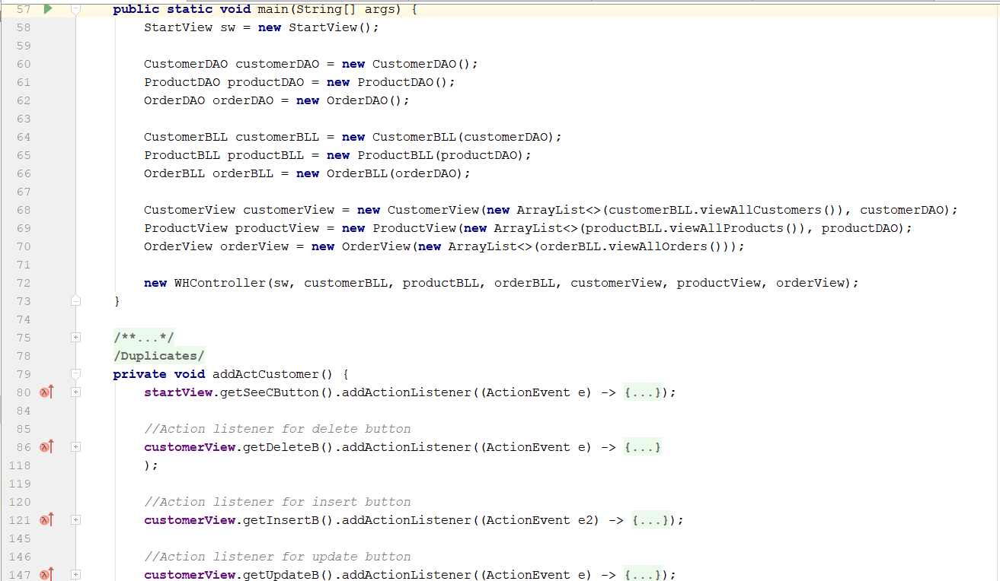 57 public static void main(String[] args) {
58 StartView sw = new StartView();
59
60 CustomerDAO customerDAO = new CustomerDAO();
61 ProductDAO productDAO = new ProductDAO();
62 OrderDAO orderDAO = new OrderDAO();
63
64 CustomerBLL customerBLL = new CustomerBLL(customerDAO);
65 ProductBLL productBLL = new ProductBLL(productDAO);
66 OrderBLL orderBLL = new OrderBLL(orderDAO);
67
68 CustomerView customerView = new CustomerView(new ArrayList<>(customerBLL.viewAllCustomers()), customerDAO);
69 ProductView productView = new ProductView(new ArrayList<>(productBLL.viewAllProducts()), productDAO);
70 OrderView orderView = new OrderView(new ArrayList<>(orderBLL.viewAllOrders()));
71
72 new WHController(sw, customerBLL, productBLL, orderBLL, customerView, productView, orderView);
73 }
74
75 /**...*/
78 /Duplicates/
79 private void addActCustomer() {
80 startView.getSeeCButton().addActionListener((ActionEvent e) -> {...});
84
85 //Action listener for delete button
86 customerView.getDeleteB().addActionListener((ActionEvent e) -> {...}
118 );
119
120 //Action listener for insert button
121 customerView.getInsertB().addActionListener((ActionEvent e2) -> {...});
145
146 //Action listener for update button
147 customerView.getUpdateB().addActionListener((ActionEvent e) -> {...});